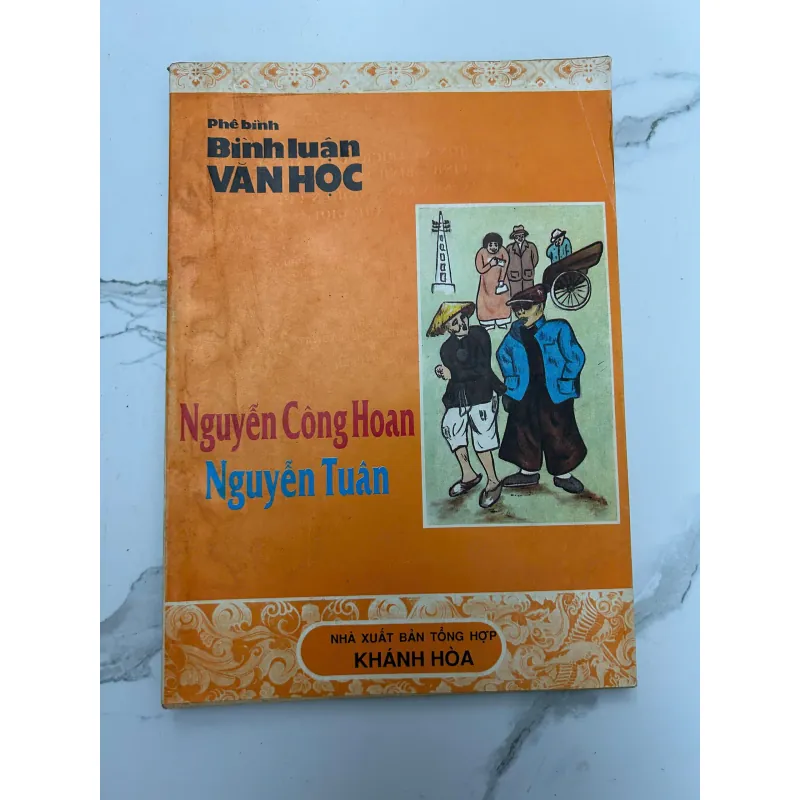 Phê bình
Bình luận
VĂN HỌC
Nguyễn Công Hoan
Nguyễn Tuân
NHÀ XUẤT BẢN TỔNG HỢP
KHÁNH HÒA